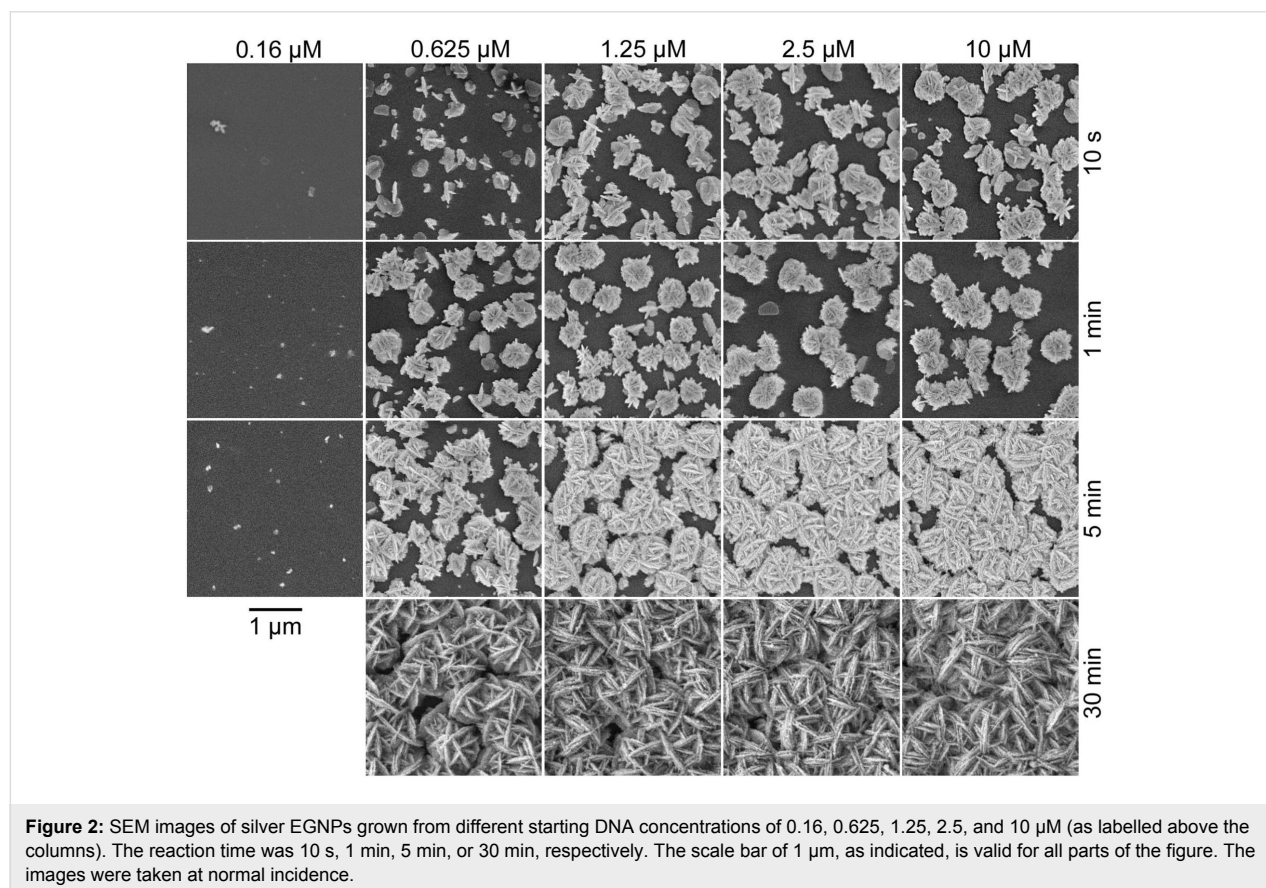 0.16 µM 0.625 µM 1.25 µM 2.5 µM 10 µM
10 s
1 min
5 min
1 µm
30 min
Figure 2: SEM images of silver EGNPs grown from different starting DNA concentrations of 0.16, 0.625, 1.25, 2.5, and 10 µM (as labelled above the
columns). The reaction time was 10 s, 1 min, 5 min, or 30 min, respectively. The scale bar of 1 µm, as indicated, is valid for all parts of the figure. The
images were taken at normal incidence.